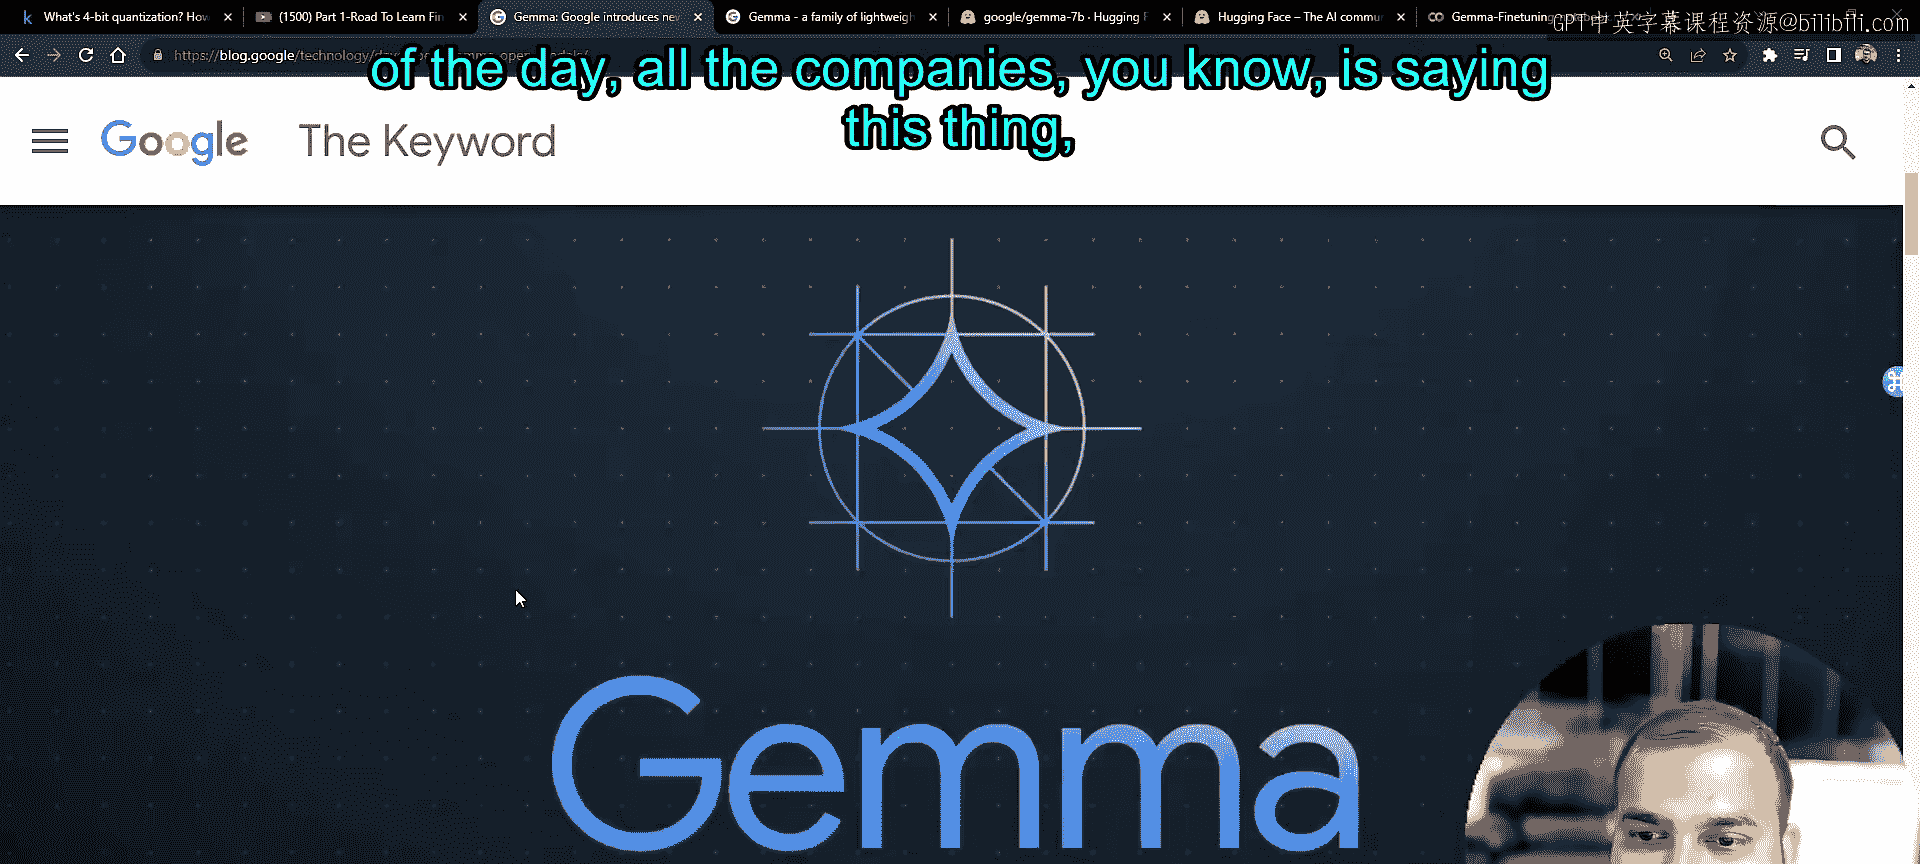 What's 4-bit quantization? How
(1500) Part 1-Road To Learn Fin
Gemma: Google introduces new
Gemma - a family of lightweigh
google/gemma-7b · Hugging F
Hugging Face – The AI commu
Gemma-Finetuning
GPT中英字幕课程资源@bilibili.com
https://blog.google/technology/
of the day, all the companies, you know, is saying
this thing,
Google The Keyword
Gemma